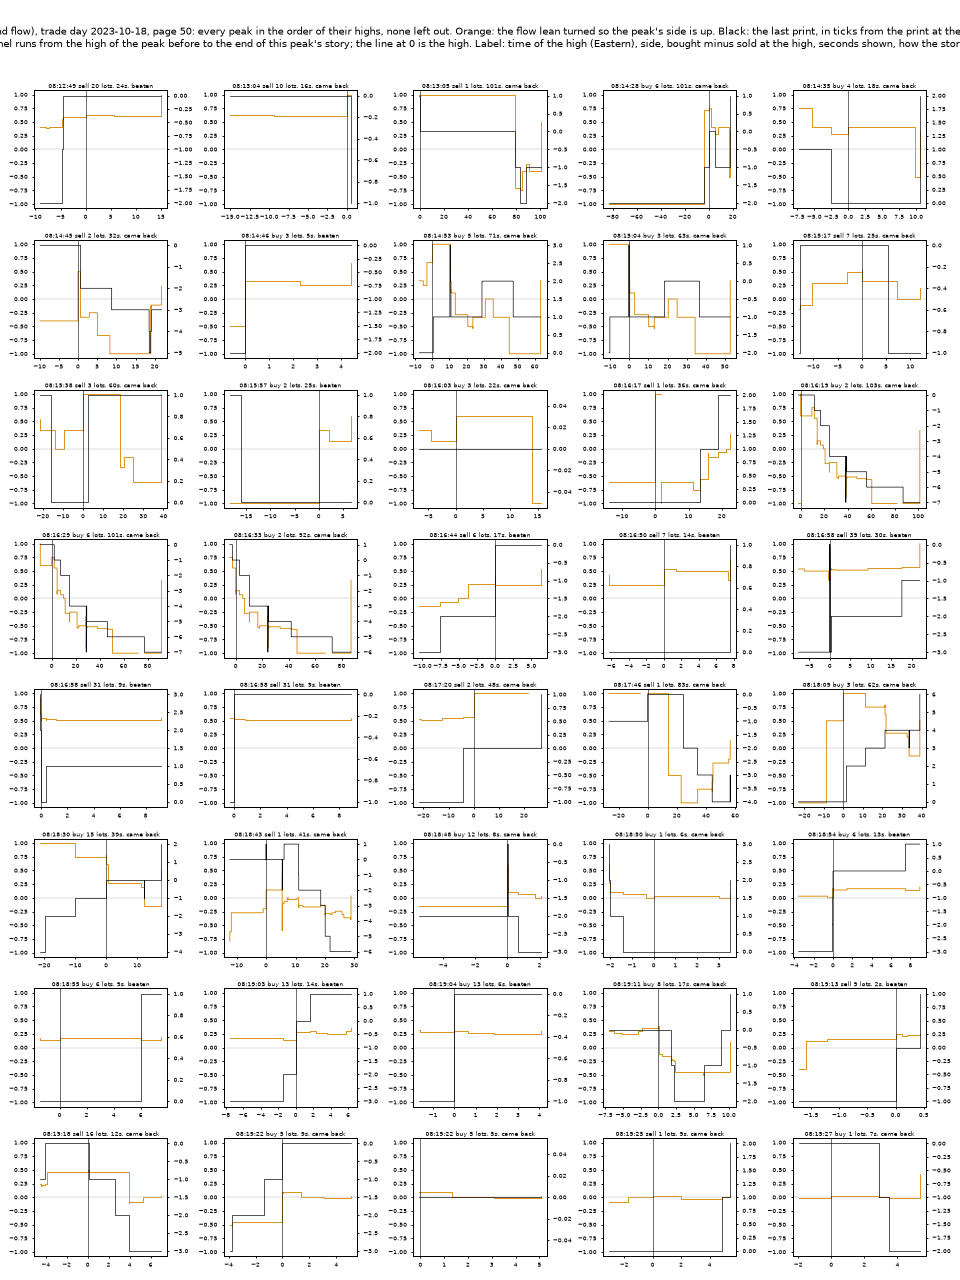 nd flow), trade day 2023-10-18, page 50: every peak in the order of their highs, none left out. Orange: the flow lean turned so the peak's side is up. Black: the last print, in ticks from the print at the
nel runs from the high of the peak before to the end of this peak's story; the line at 0 is the high. Label: time of the high (Eastern), side, bought minus sold at the high, seconds shown, how the stor
08:12:49 sell 20 lots, 24s. beaten
08:13:04 sell 10 lots, 16s. came back
08:13:05 sell 1 lots, 101s. came back
08:14:28 buy 6 lots, 101s. came back
08:14:35 buy 4 lots, 18s. came back
08:14:45 sell 2 lots, 32s. came back
08:14:46 buy 3 lots, 5s. beaten
08:14:53 buy 5 lots, 71s. came back
08:15:04 buy 3 lots, 63s. came back
08:15:17 sell 7 lots, 25s. came back
08:15:38 sell 3 lots, 60s. came back
08:15:57 buy 2 lots, 25s. beaten
08:16:03 buy 3 lots, 22s. came back
08:16:17 sell 1 lots, 36s. came back
08:16:19 buy 2 lots, 103s. came back
08:16:29 buy 6 lots, 101s. came back
08:16:33 buy 2 lots, 92s. came back
08:16:44 sell 6 lots, 17s. beaten
08:16:50 sell 7 lots, 14s. beaten
08:16:58 sell 39 lots, 30s. beaten
08:16:58 sell 31 lots, 9s. beaten
08:16:58 sell 31 lots, 9s. beaten
08:17:20 sell 2 lots, 48s. came back
08:17:46 sell 1 lots, 83s. came back
08:18:09 buy 3 lots, 62s. came back
08:18:30 buy 15 lots, 39s. came back
08:18:43 sell 1 lots, 41s. came back
08:18:48 buy 12 lots, 8s. came back
08:18:50 buy 1 lots, 6s. came back
08:18:54 buy 6 lots, 13s. beaten
08:18:55 buy 6 lots, 9s. beaten
08:19:03 buy 13 lots, 14s. beaten
08:19:04 buy 13 lots, 6s. beaten
08:19:11 buy 8 lots, 17s. came back
08:19:13 sell 9 lots, 2s. beaten
08:19:18 sell 16 lots, 12s. came back
08:19:22 buy 5 lots, 9s. came back
08:19:22 buy 5 lots, 5s. came back
08:19:25 sell 1 lots, 9s. came back
08:19:27 buy 1 lots, 7s. came back